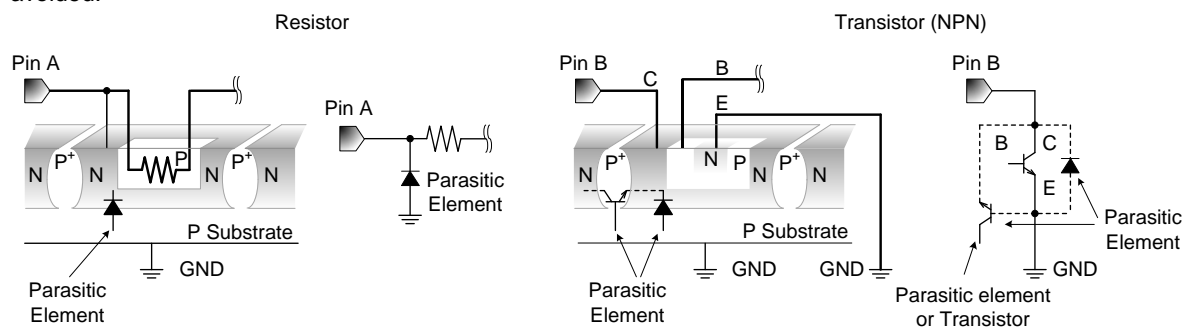 Resistor
Pin A
N
P+
N
P
P+
N
P Substrate
GND
Parasitic
Element
Pin A
Parasitic
Element
Transistor (NPN)
Pin B
C
B
E
N
P+
N
N
P
P+
N
P Substrate
GND
GND
Parasitic
Element
Pin B
B
C
E
Parasitic
Element
GND
Parasitic element
or Transistor